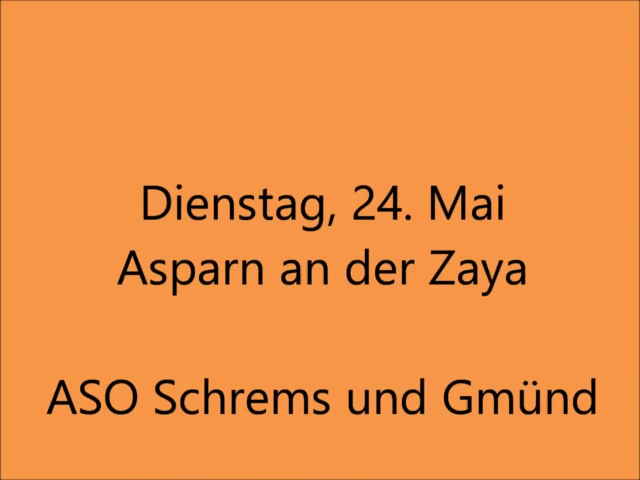 Dienstag, 24. Mai
Asparn an der Zaya
ASO Schrems und Gmünd